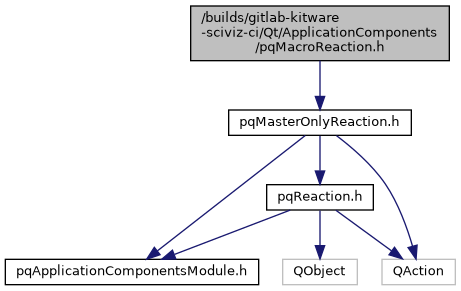 /builds/gitlab-kitware
-sciviz-ci/Qt/ApplicationComponents
/pqMacroReaction.h
pqMasterOnlyReaction.h
pqReaction.h
pqApplicationComponentsModule.h
QObject
QAction